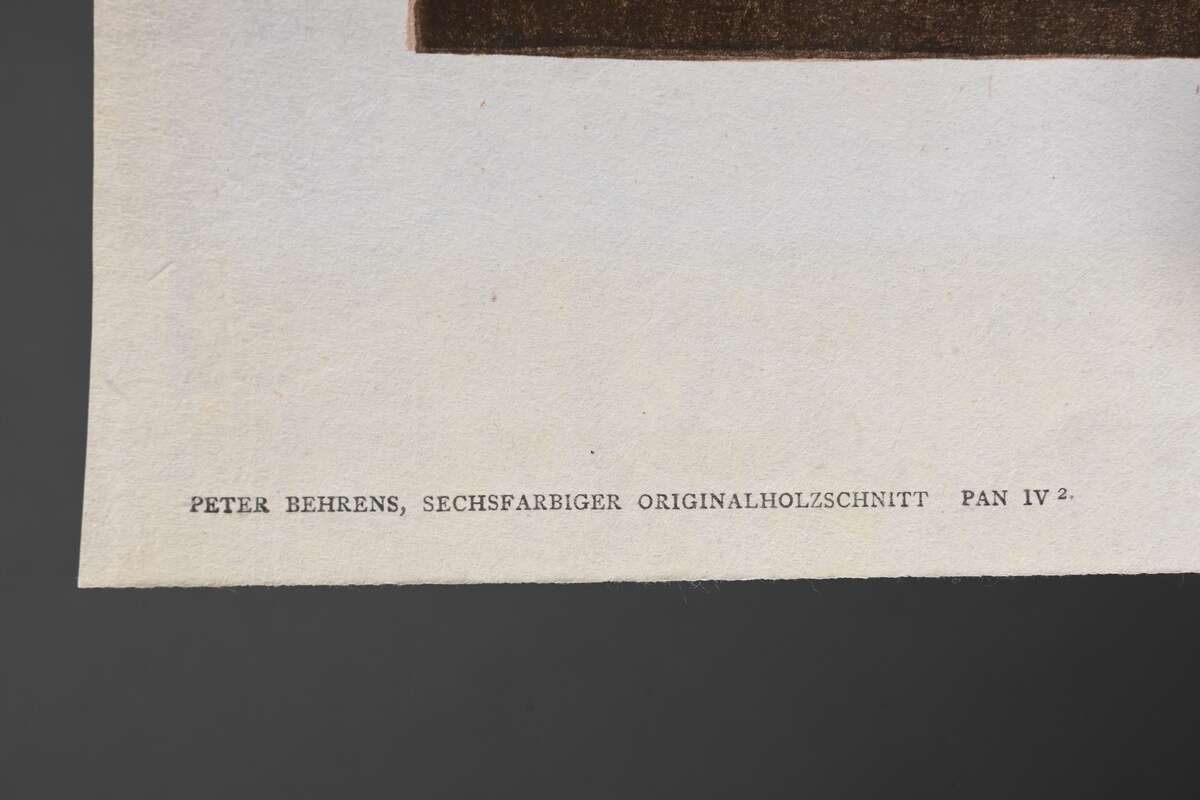 PETER BEHRENS, SECHSFARBIGER ORIGINALHOLZSCHNITT PAN IV 2.